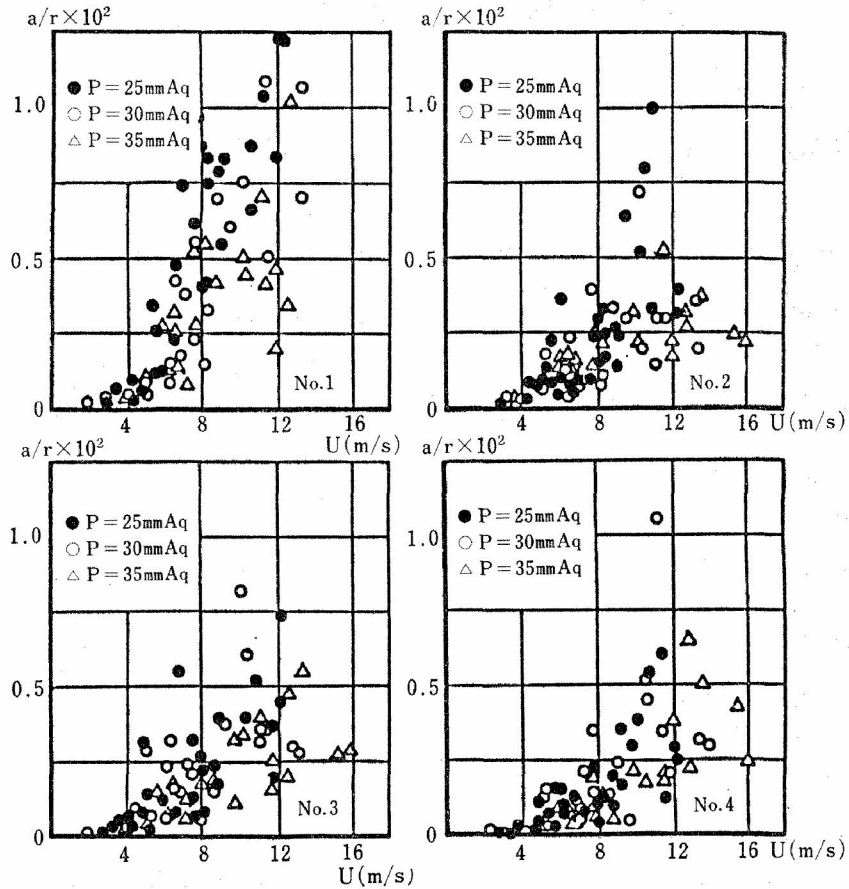 a/r×10²
P=25mmAq
P=30mmAq
P=35mmAq
1.0
0.5
0
No.1
4
8
12
16
U(m/s)
a/r×10²
P=25mmAq
P=30mmAq
P=35mmAq
1.0
0.5
0
No.2
4
8
12
16
U(m/s)
a/r×10²
P=25mmAq
P=30mmAq
P=35mmAq
1.0
0.5
0
No.3
4
8
12
16
U(m/s)
a/r×10²
P=25mmAq
P=30mmAq
P=35mmAq
1.0
0.5
0
No.4
4
8
12
16
U(m/s)